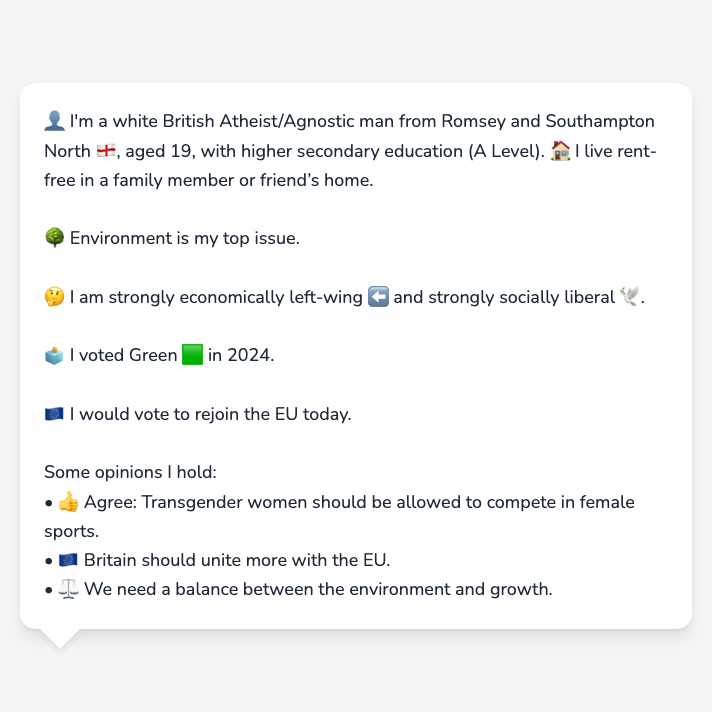 👤 I'm a white British Atheist/Agnostic man from Romsey and Southampton
North 🏴󠁧󠁢󠁥󠁮󠁧󠁿, aged 19, with higher secondary education (A Level). 🏠 I live rent-
free in a family member or friend’s home.
🌳 Environment is my top issue.
🤔 I am strongly economically left-wing ⬅️ and strongly socially liberal 🕊️.
🗳️ I voted Green 🟩 in 2024.
🇪🇺 I would vote to rejoin the EU today.
Some opinions I hold:
• 👍 Agree: Transgender women should be allowed to compete in female
sports.
• 🇪🇺 Britain should unite more with the EU.
• ⚖️ We need a balance between the environment and growth.